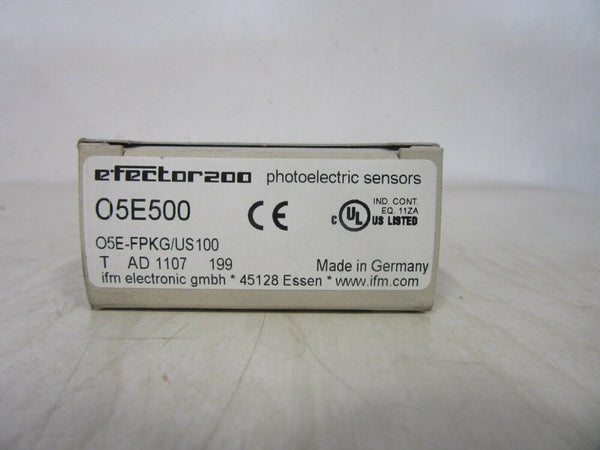 efector200 photoelectric sensors
O5E500
CE
C UL US LISTED
IND. CONT. EQ. 11ZA
O5E-FPKG/US100
T AD 1107 199 Made in Germany
ifm electronic gmbh * 45128 Essen * www.ifm.com